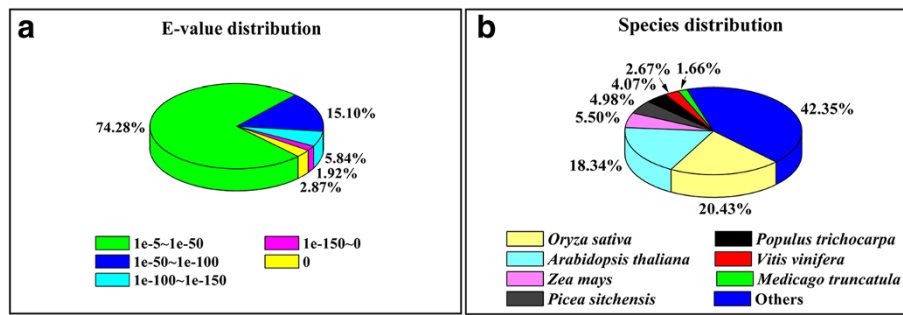 a
E-value distribution
74.28%
15.10%
5.84%
1.92%
2.87%
1e-5~1e-50
1e-50~1e-100
1e-100~1e-150
1e-150~0
0
b
Species distribution
2.67%
1.66%
4.07%
4.98%
5.50%
42.35%
18.34%
20.43%
Oryza sativa
Arabidopsis thaliana
Zea mays
Picea sitchensis
Populus trichocarpa
Vitis vinifera
Medicago truncatula
Others